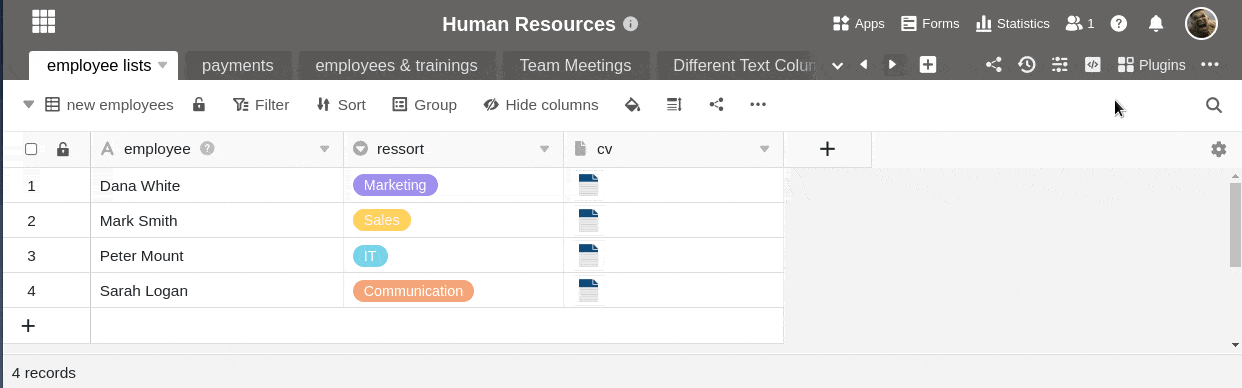 Human Resources
Apps Forms Statistics 1
employee lists payments employees & trainings Team Meetings Different Text Colur Plugins
new employees Filter Sort Group Hide columns
employee ressort cv
1 Dana White Marketing
2 Mark Smith Sales
3 Peter Mount IT
4 Sarah Logan Communication
4 records